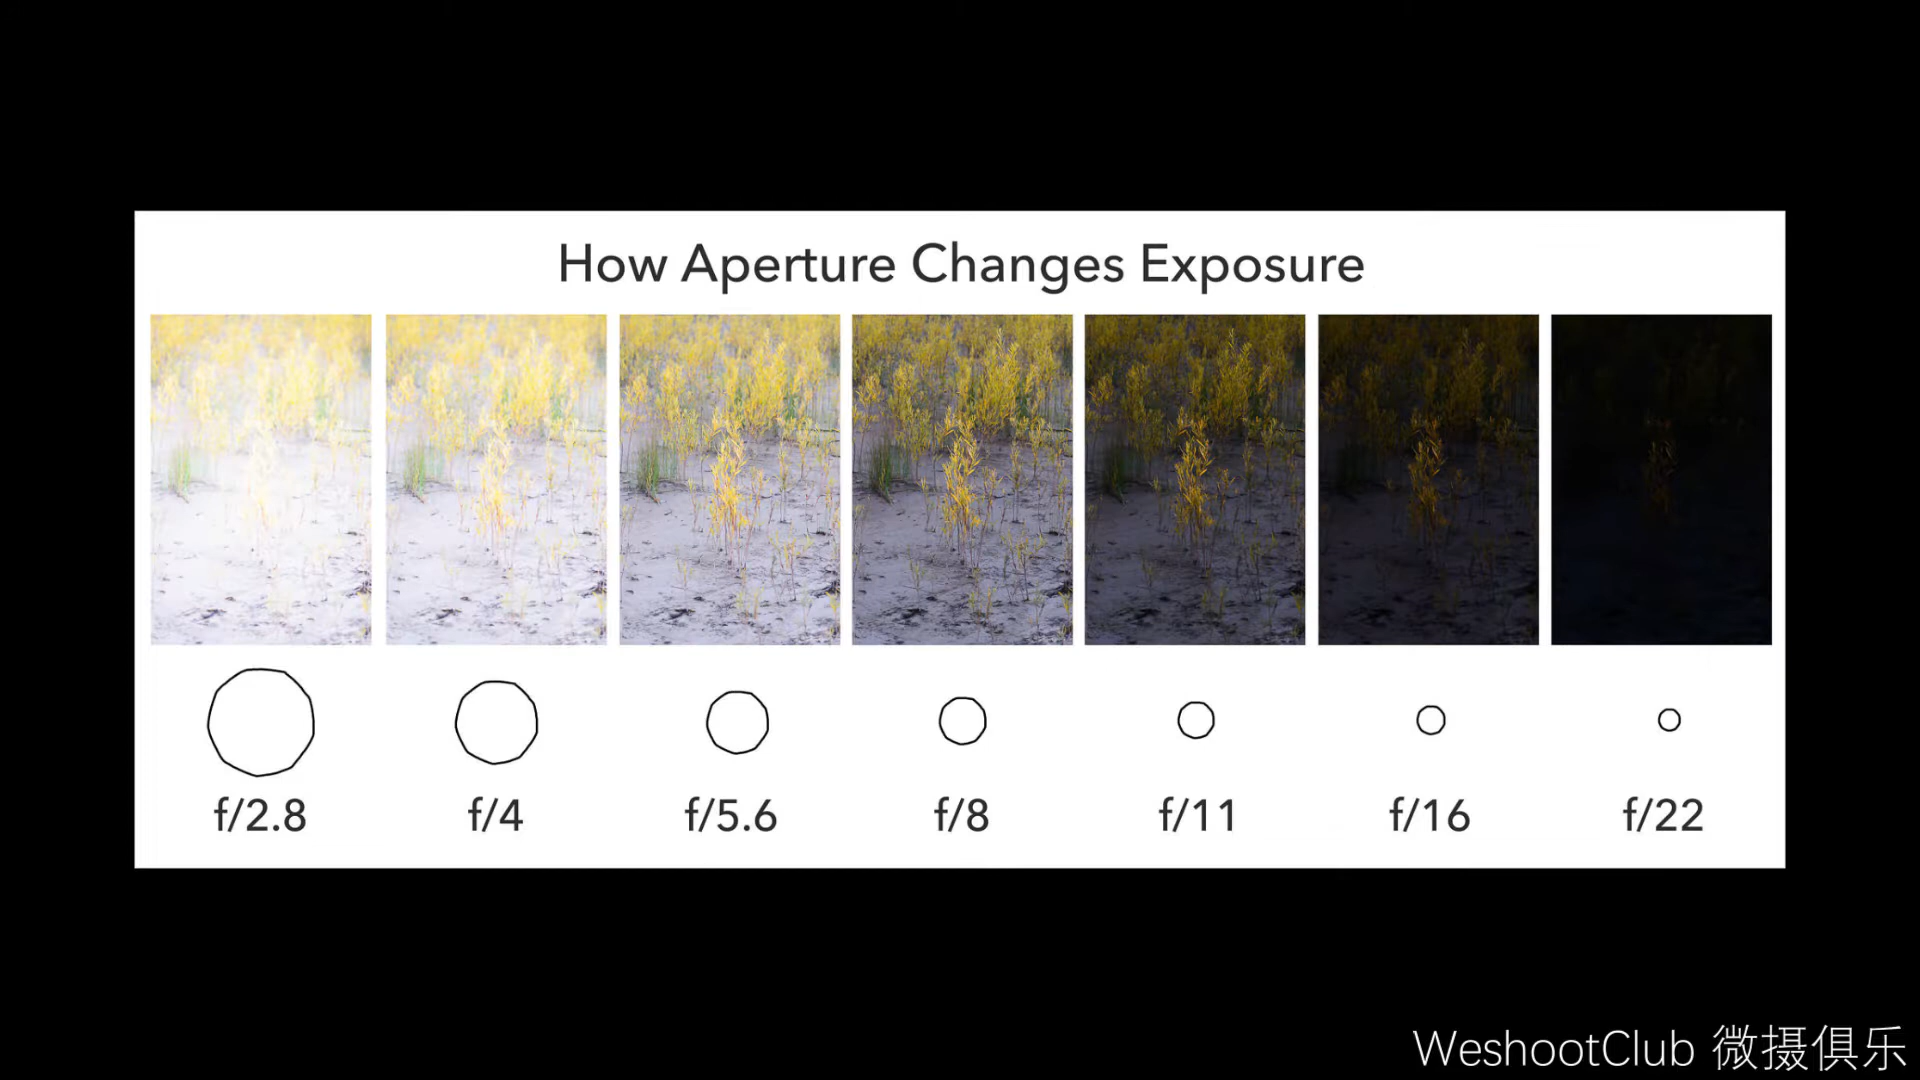 How Aperture Changes Exposure
f/2.8 f/4 f/5.6 f/8 f/11 f/16 f/22
WeshootClub 微摄俱乐